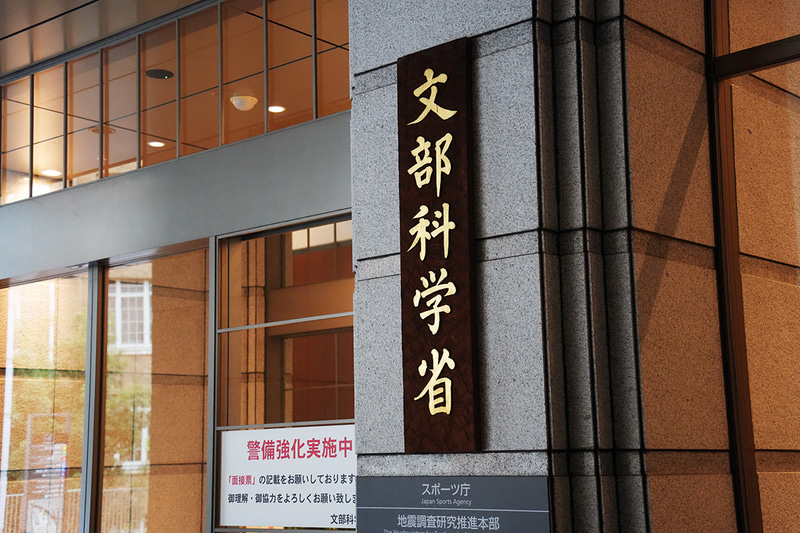 文部科学省
警備強化実施中
「面接票」の記載をお願いしております
御理解・御協力をよろしくお願い致しま
文部科
スポーツ庁
Japan Sports Agency
地震調査研究推進本部